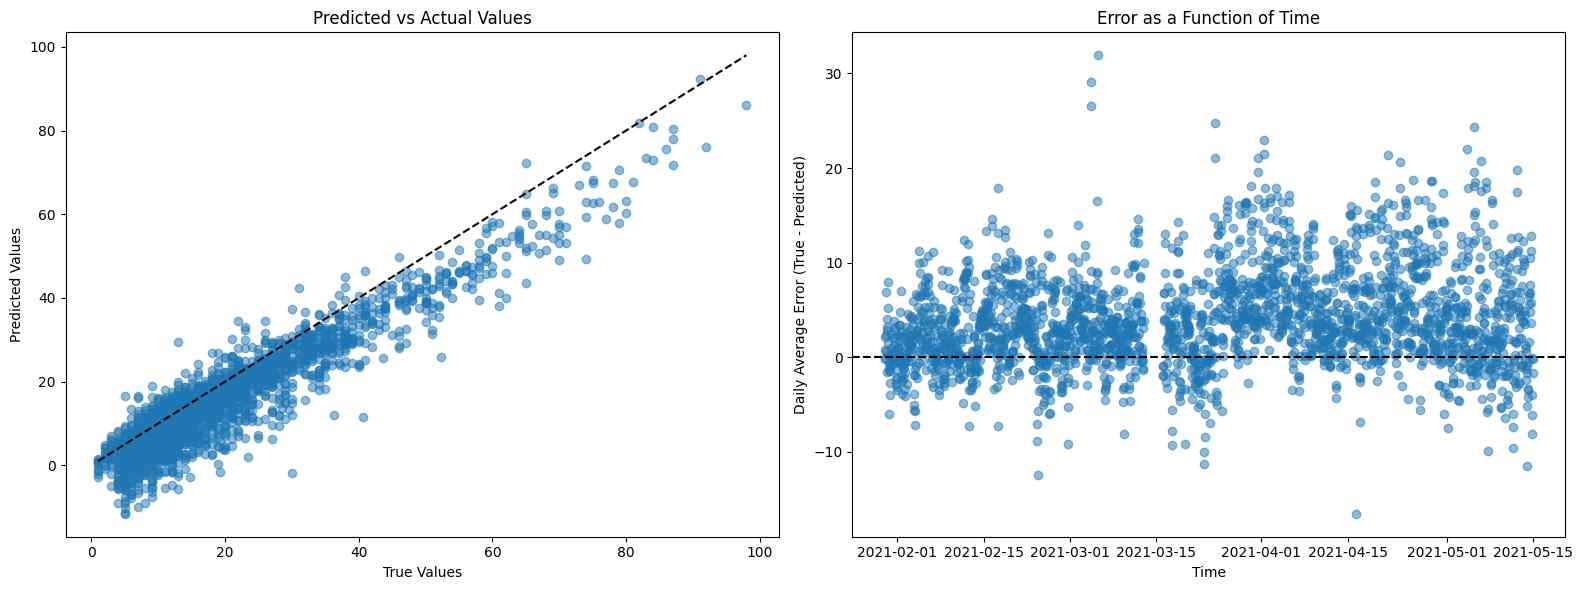 Predicted vs Actual Values
Predicted Values
100
80
60
40
20
0
0 20 40 60 80 100
True Values
Error as a Function of Time
Daily Average Error (True - Predicted)
30
20
10
0
−10
2021-02-01 2021-02-15 2021-03-01 2021-03-15 2021-04-01 2021-04-15 2021-05-01 2021-05-15
Time